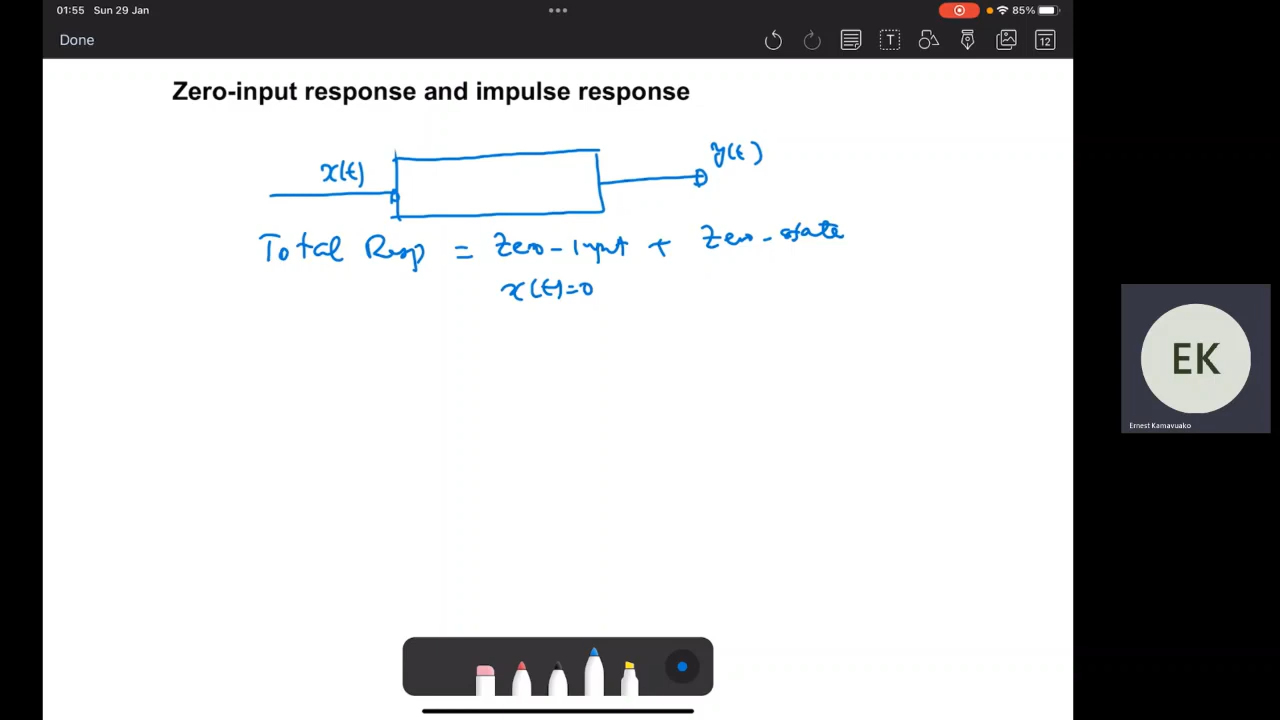 01:55 Sun 29 Jan
85%
Done
T
12
Zero-input response and impulse response
x(t)
y(t)
Total Resp = Zero-Input + Zero-state
x(t)=0
EK
Ernest Kamavuako